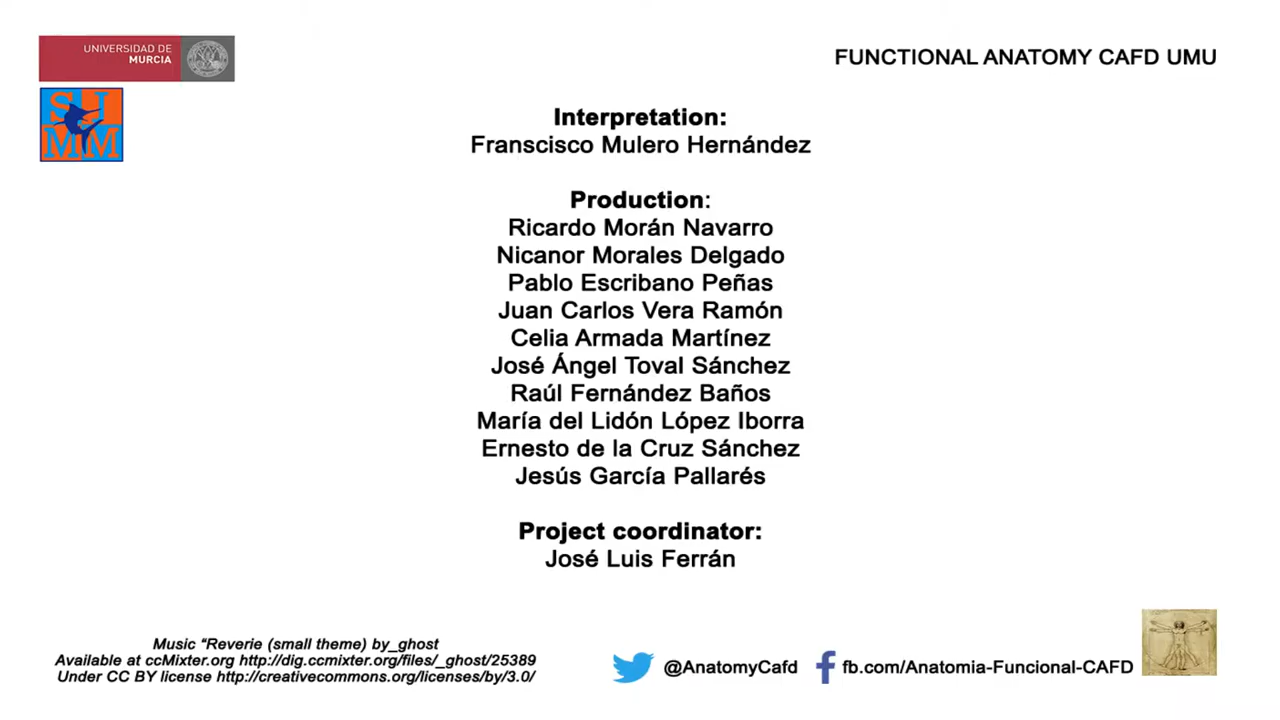 UNIVERSIDAD DE
MURCIA
SJ
MM
FUNCTIONAL ANATOMY CAFD UMU
Interpretation:
Franscisco Mulero Hernández
Production:
Ricardo Morán Navarro
Nicanor Morales Delgado
Pablo Escribano Peñas
Juan Carlos Vera Ramón
Celia Armada Martínez
José Ángel Toval Sánchez
Raúl Fernández Baños
María del Lidón López Iborra
Ernesto de la Cruz Sánchez
Jesús García Pallarés
Project coordinator:
José Luis Ferrán
Music “Reverie (small theme) by_ghost
Available at ccMixter.org http://dig.ccmixter.org/files/_ghost/25389
Under CC BY license http://creativecommons.org/licenses/by/3.0/
@AnatomyCafd
fb.com/Anatomia-Funcional-CAFD